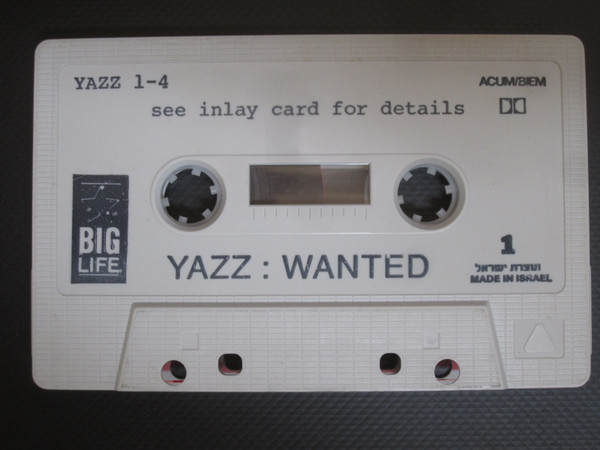 YAZZ 1-4
ACUM/BIEM
see inlay card for details
BIG
LIFE
YAZZ : WANTED
1
תוצרת ישראל
MADE IN ISRAEL